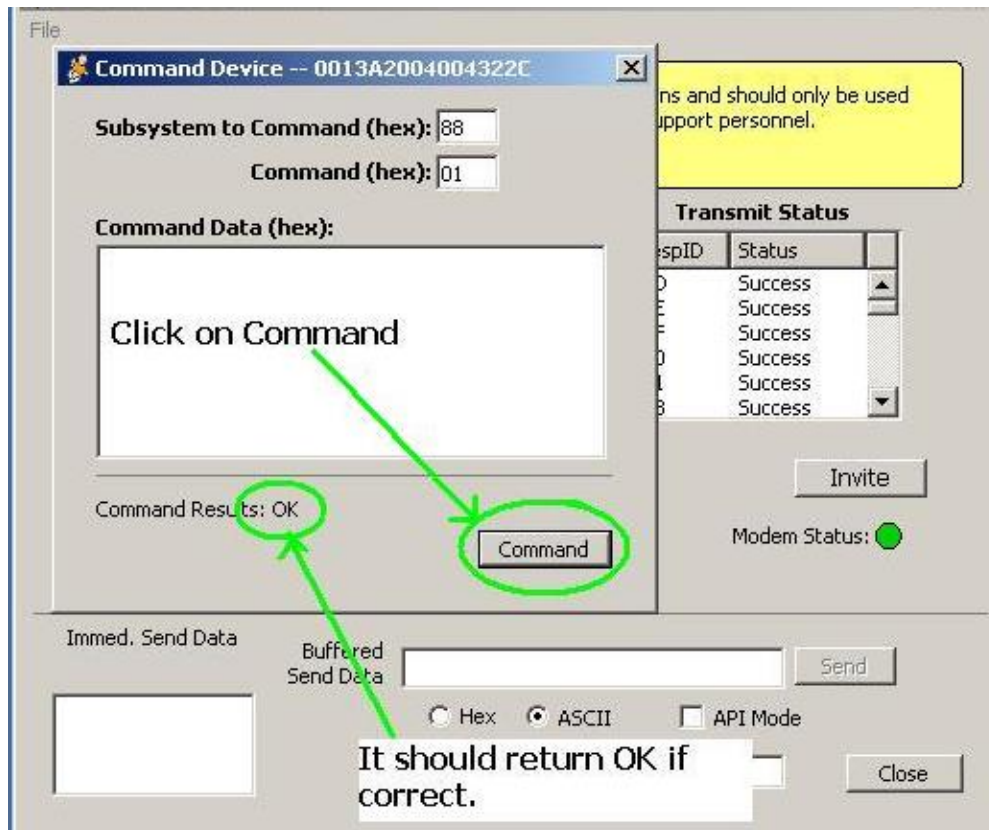 File
Command Device -- 0013A2004004322C
ns and should only be used
pport personnel.
Subsystem to Command (hex): 88
Command (hex): 01
Transmit Status
Command Data (hex):
espID Status
Success
Success
Click on Command
Success
Success
Success
Success
Invite
Command Results: OK
Command
Modem Status:
Immed. Send Data
Buffered
Send Data
Send
Hex ASCII API Mode
It should return OK if
correct.
Close